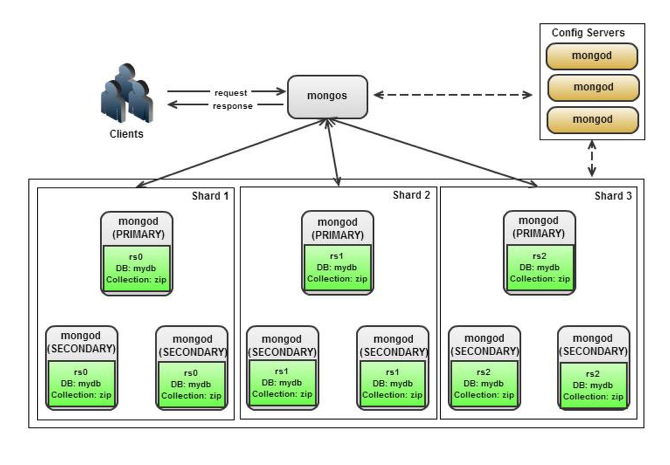 Config Servers
mongod
mongod
mongod
request
response
mongos
Clients
Shard 1
mongod
(PRIMARY)
rs0
DB: mydb
Collection: zip
mongod
(SECONDARY)
rs0
DB: mydb
Collection: zip
mongod
(SECONDARY)
rs0
DB: mydb
Collection: zip
Shard 2
mongod
(PRIMARY)
rs1
DB: mydb
Collection: zip
mongod
(SECONDARY)
rs1
DB: mydb
Collection: zip
mongod
(SECONDARY)
rs1
DB: mydb
Collection: zip
Shard 3
mongod
(PRIMARY)
rs2
DB: mydb
Collection: zip
mongod
(SECONDARY)
rs2
DB: mydb
Collection: zip
mongod
(SECONDARY)
rs2
DB: mydb
Collection: zip